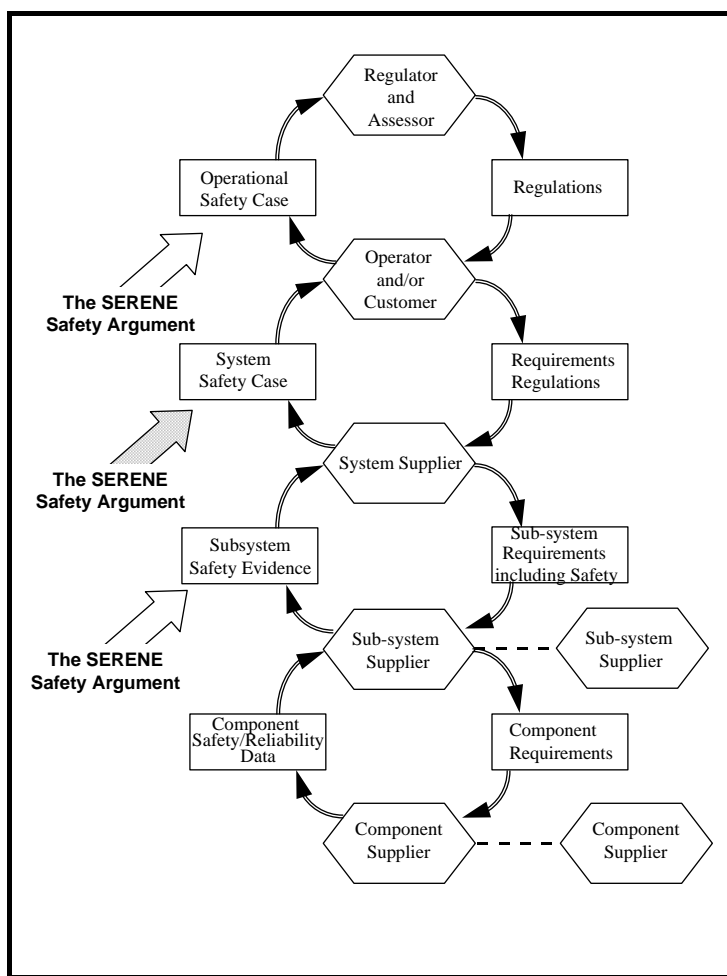 Regulator
and
Assessor
Operational
Safety Case
Regulations
The SERENE
Safety Argument
Operator
and/or
Customer
System
Safety Case
Requirements
Regulations
The SERENE
Safety Argument
System Supplier
Subsystem
Safety Evidence
Sub-system
Requirements
including Safety
The SERENE
Safety Argument
Sub-system
Supplier
Sub-system
Supplier
Component
Safety/Reliability
Data
Component
Requirements
Component
Supplier
Component
Supplier